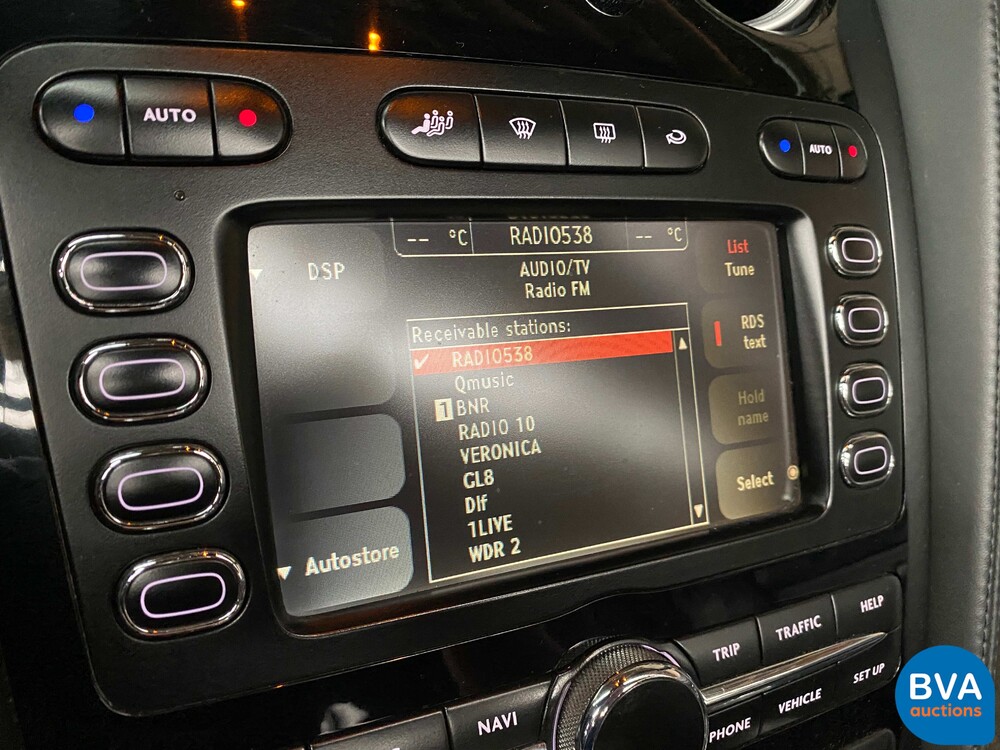 AUTO
AUTO
-- °C RADIO538 -- °C
List
Tune
DSP
AUDIO/TV
Radio FM
RDS
text
Receivable stations:
RADIO538
Qmusic
1 BNR
RADIO 10
VERONICA
GL8
Dlf
1LIVE
WDR 2
Hold
name
Select
Autostore
HELP
TRAFFIC
TRIP
SET UP
VEHICLE
PHONE
NAVI
BVA
auctions